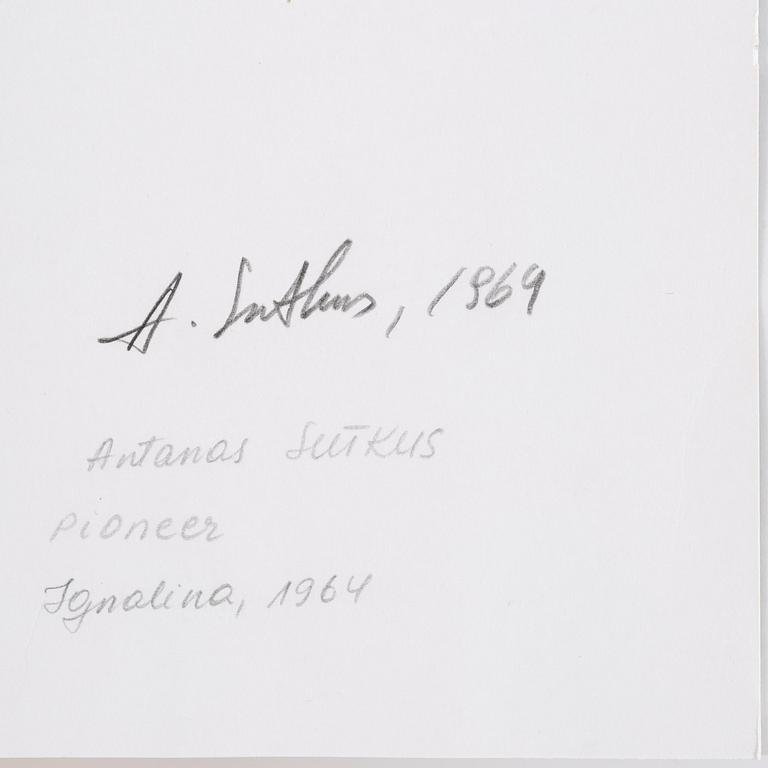 A. Sutkus, 1969
Antanas Sutkus
Pioneer
Ignalina, 1964